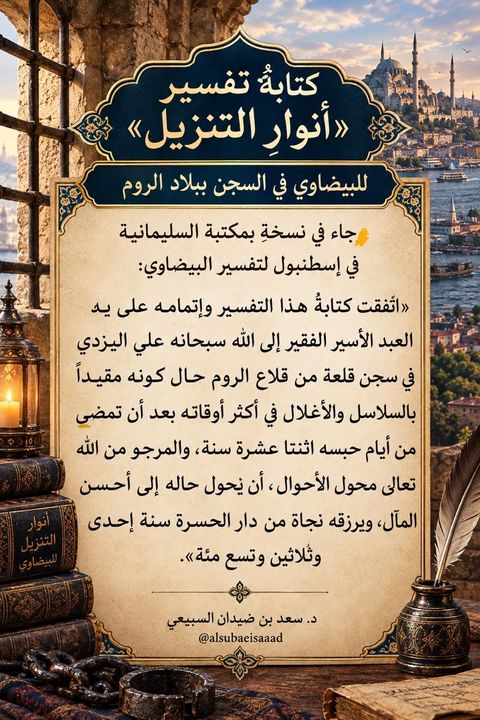 كتابةُ تفسير
«أنوارِ التنزيل»
للبيضاوي في السجن ببلاد الروم
جاء في نسخةِ بمكتبة السليمانية
في إسطنبول لتفسير البيضاوي:
«اتّفقت كتابةُ هذا التفسير وإتمامه على يد
العبد الأسير الفقير إلى الله سبحانه علي اليزدي
في سجن قلعة من قلاع الروم حال كونه مقيداً
بالسلاسل والأغلال في أكثر أوقاته بعد أن تمضي
من أيام حبسه اثنتا عشرة سنة، والمرجو من الله
تعالى محول الأحوال، أن يُحول حاله إلى أحسن
المآل، ويرزقه نجاة من دار الحسرة سنة إحدى
وثلاثين وتسع مئة».
د. سعد بن ضيدان السبيعي
@alsubaeisaaad
أنوار
التنزيل
للبيضاوي